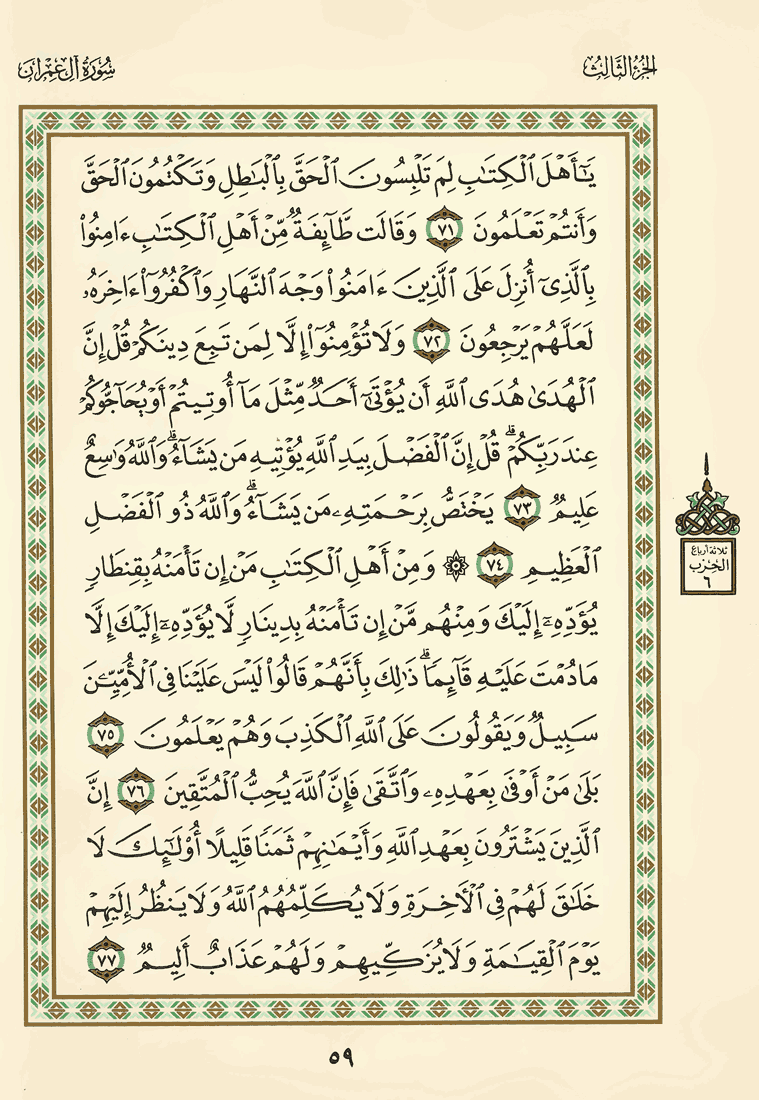 الجزء الثالث
سورة آل عمران
يَٰٓأَهْلَ ٱلْكِتَٰبِ لِمَ تَلْبِسُونَ ٱلْحَقَّ بِٱلْبَٰطِلِ وَتَكْتُمُونَ ٱلْحَقَّ
وَأَنتُمْ تَعْلَمُونَ ٧١ وَقَالَت طَّآئِفَةٌ مِّنْ أَهْلِ ٱلْكِتَٰبِ ءَامِنُوا۟
بِٱلَّذِىٓ أُنزِلَ عَلَى ٱلَّذِينَ ءَامَنُوا۟ وَجْهَ ٱلنَّهَارِ وَٱكْفُرُوٓا۟ ءَاخِرَهُۥ
لَعَلَّهُمْ يَرْجِعُونَ ٧٢ وَلَا تُؤْمِنُوٓا۟ إِلَّا لِمَن تَبِعَ دِينَكُمْ قُلْ إِنَّ
ٱلْهُدَىٰ هُدَى ٱللَّهِ أَن يُؤْتَىٰٓ أَحَدٌ مِّثْلَ مَآ أُوتِيتُمْ أَوْ يُحَآجُّوكُمْ
عِندَ رَبِّكُمْ ۗ قُلْ إِنَّ ٱلْفَضْلَ بِيَدِ ٱللَّهِ يُؤْتِيهِ مَن يَشَآءُ ۗ وَٱللَّهُ وَٰسِعٌ
عَلِيمٌ ٧٣ يَخْتَصُّ بِرَحْمَتِهِۦ مَن يَشَآءُ ۗ وَٱللَّهُ ذُو ٱلْفَضْلِ
ٱلْعَظِيمِ ٧٤ ۞ وَمِنْ أَهْلِ ٱلْكِتَٰبِ مَنْ إِن تَأْمَنْهُ بِقِنطَارٍ
يُؤَدِّهِۦٓ إِلَيْكَ وَمِنْهُم مَّنْ إِن تَأْمَنْهُ بِدِينَارٍ لَّا يُؤَدِّهِۦٓ إِلَيْكَ إِلَّا
مَا دُمْتَ عَلَيْهِ قَآئِمًا ۗ ذَٰلِكَ بِأَنَّهُمْ قَالُوا۟ لَيْسَ عَلَيْنَا فِى ٱلْأُمِّيِّـۧنَ
سَبِيلٌ وَيَقُولُونَ عَلَى ٱللَّهِ ٱلْكَذِبَ وَهُمْ يَعْلَمُونَ ٧٥
بَلَىٰ مَنْ أَوْفَىٰ بِعَهْدِهِۦ وَٱتَّقَىٰ فَإِنَّ ٱللَّهَ يُحِبُّ ٱلْمُتَّقِينَ ٧٦ إِنَّ
ٱلَّذِينَ يَشْتَرُونَ بِعَهْدِ ٱللَّهِ وَأَيْمَٰنِهِمْ ثَمَنًا قَلِيلًا أُو۟لَٰٓئِكَ لَا
خَلَٰقَ لَهُمْ فِى ٱلْأَخِرَةِ وَلَا يُكَلِّمُهُمُ ٱللَّهُ وَلَا يَنظُرُ إِلَيْهِمْ
يَوْمَ ٱلْقِيَٰمَةِ وَلَا يُزَكِّيهِمْ وَلَهُمْ عَذَابٌ أَلِيمٌ ٧٧
ثلاثة أرباع
الحزب
٦
٥٩